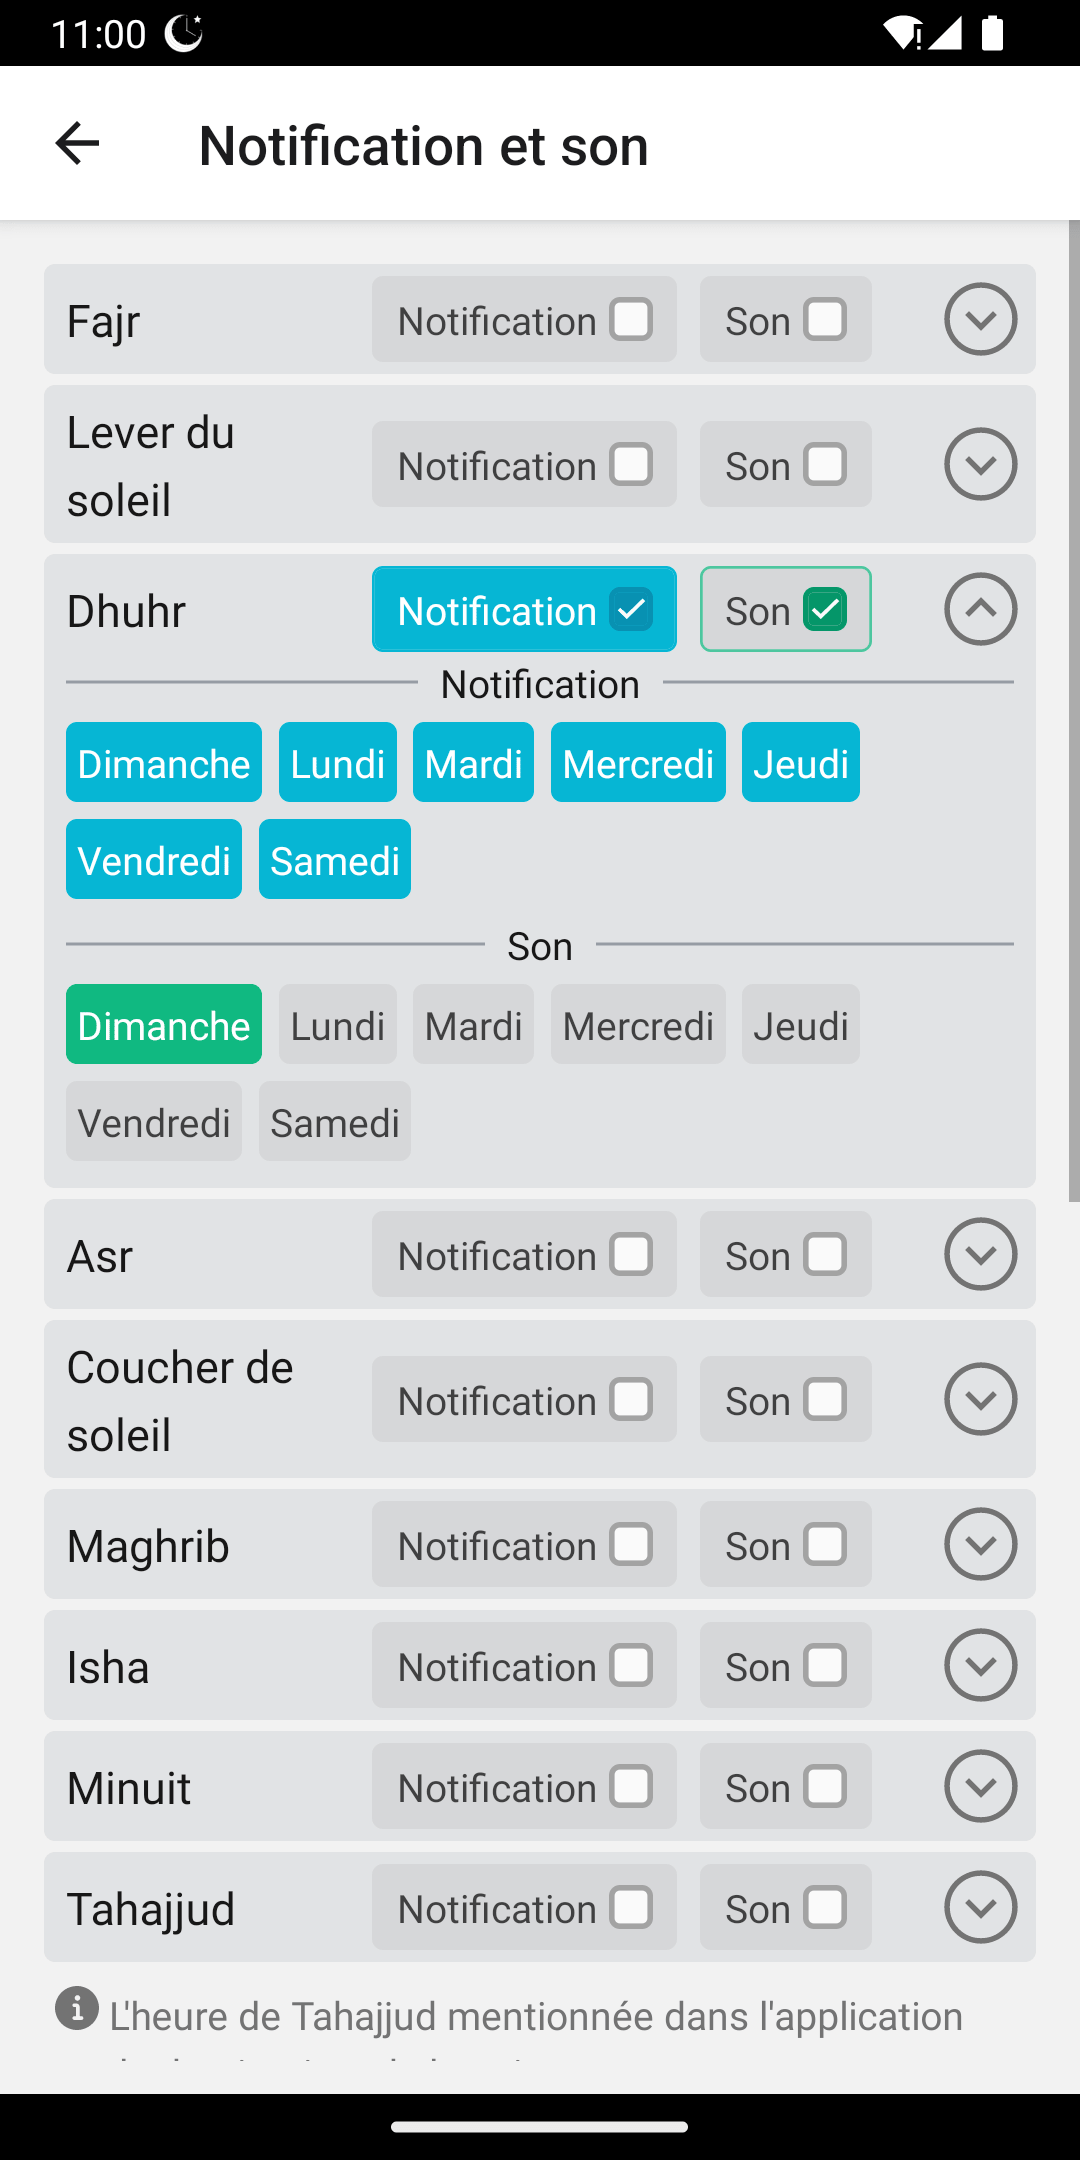 11:00
Notification et son
Fajr Notification Son
Lever du soleil Notification Son
Dhuhr Notification Son
Notification
Dimanche Lundi Mardi Mercredi Jeudi
Vendredi Samedi
Son
Dimanche Lundi Mardi Mercredi Jeudi
Vendredi Samedi
Asr Notification Son
Coucher de soleil Notification Son
Maghrib Notification Son
Isha Notification Son
Minuit Notification Son
Tahajjud Notification Son
L'heure de Tahajjud mentionnée dans l'application